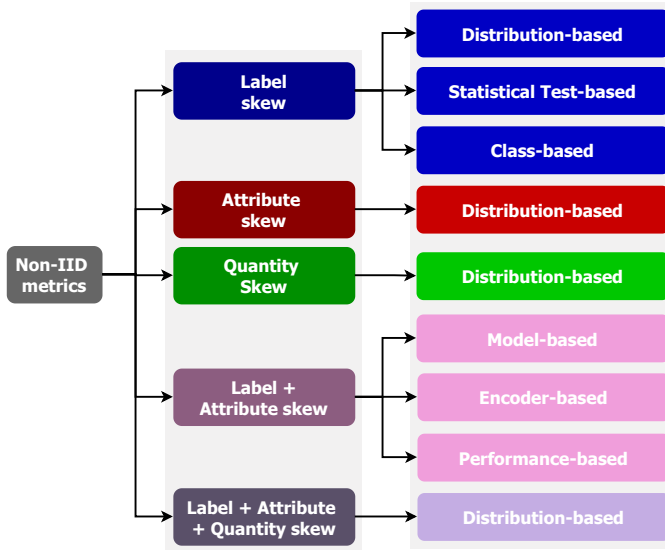 Non-IID
metrics
Label
skew
Distribution-based
Statistical Test-based
Class-based
Attribute
skew
Distribution-based
Quantity
Skew
Distribution-based
Label +
Attribute skew
Model-based
Encoder-based
Performance-based
Label + Attribute
+ Quantity skew
Distribution-based